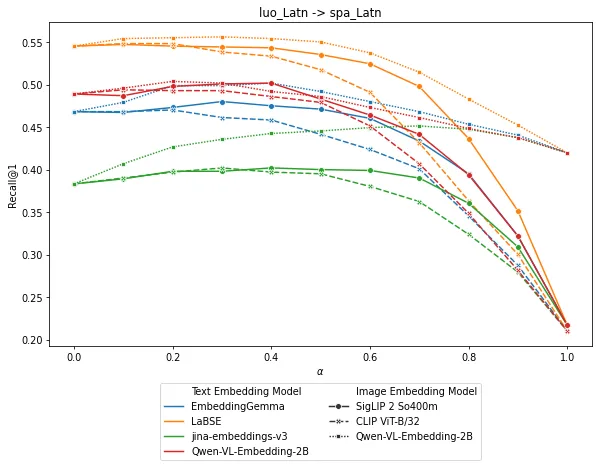 luo_Latn -> spa_Latn
Recall@1
0.55
0.50
0.45
0.40
0.35
0.30
0.25
0.20
0.0 0.2 0.4 0.6 0.8 1.0
α
Text Embedding Model Image Embedding Model
EmbeddingGemma SigLIP 2 So400m
LaBSE CLIP ViT-B/32
jina-embeddings-v3 Qwen-VL-Embedding-2B
Qwen-VL-Embedding-2B